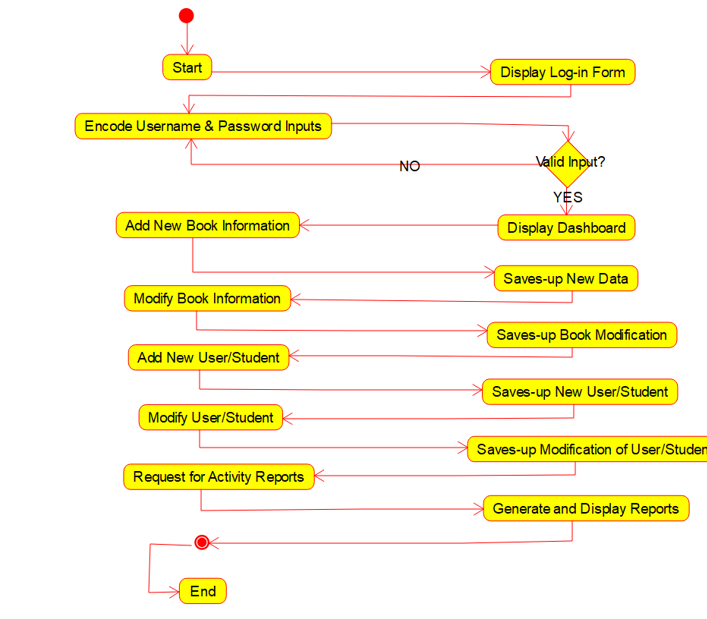 Start
Display Log-in Form
Encode Username & Password Inputs
Valid Input?
NO
YES
Add New Book Information
Display Dashboard
Saves-up New Data
Modify Book Information
Saves-up Book Modification
Add New User/Student
Saves-up New User/Student
Modify User/Student
Saves-up Modification of User/Studen
Request for Activity Reports
Generate and Display Reports
End